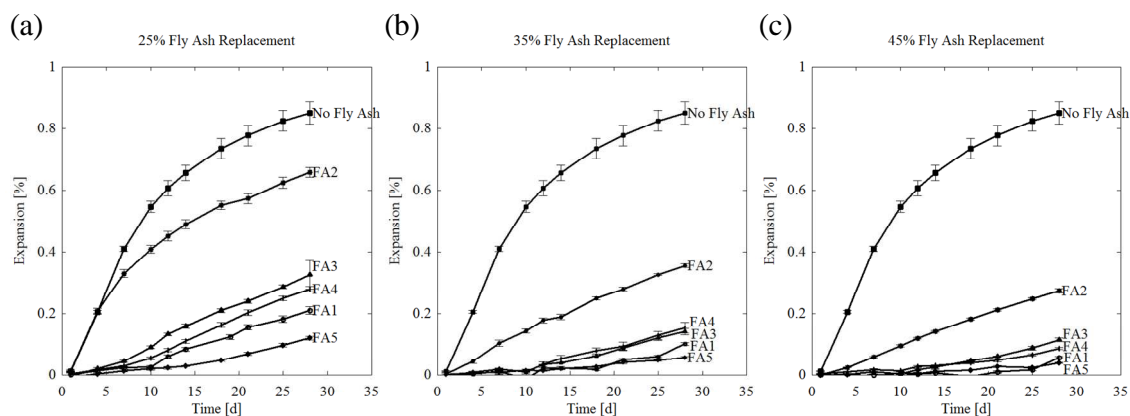 (a)
25% Fly Ash Replacement
Expansion [%]
1
0.8
0.6
0.4
0.2
0
No Fly Ash
FA2
FA3
FA4
FA1
FA5
0 5 10 15 20 25 30 35
Time [d]
(b)
35% Fly Ash Replacement
Expansion [%]
1
0.8
0.6
0.4
0.2
0
No Fly Ash
FA2
FA4
FA3
FA1
FA5
0 5 10 15 20 25 30 35
Time [d]
(c)
45% Fly Ash Replacement
Expansion [%]
1
0.8
0.6
0.4
0.2
0
No Fly Ash
FA2
FA3
FA4
FA1
FA5
0 5 10 15 20 25 30 35
Time [d]